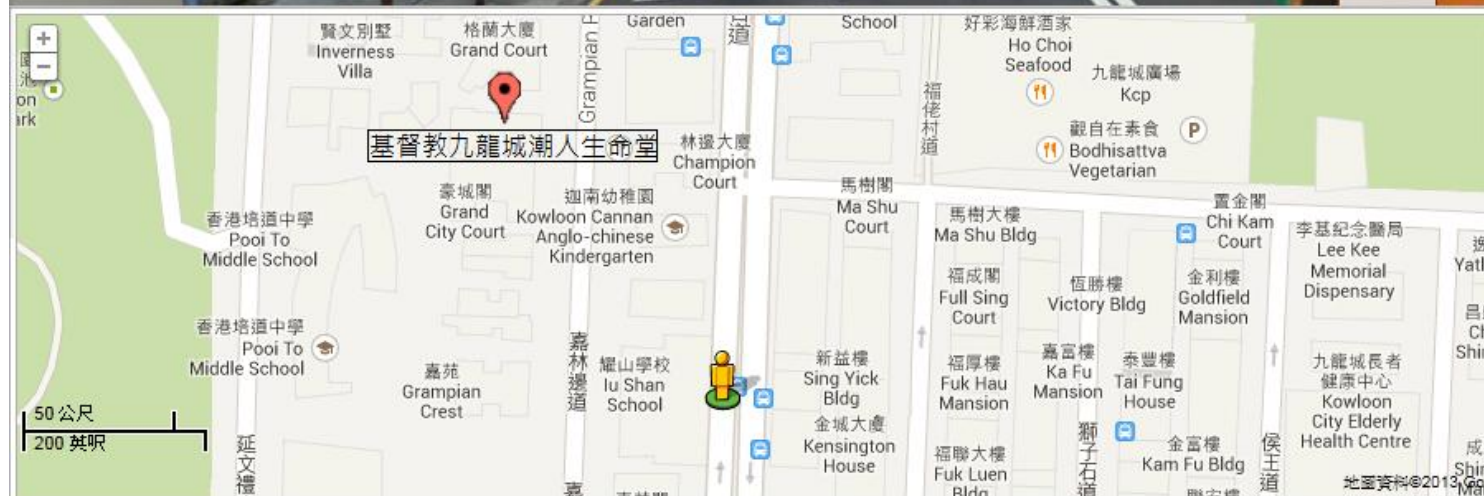 +
−
賢文別墅
Inverness
Villa
格蘭大廈
Grand Court
Garden
School
好彩海鮮酒家
Ho Choi
Seafood
九龍城廣場
Kcp
觀自在素食
Bodhisattva
Vegetarian
P
福佬村道
基督教九龍城潮人生命堂
林邊大廈
Champion
Court
豪城閣
Grand
City Court
迦南幼稚園
Kowloon Cannan
Anglo-chinese
Kindergarten
馬樹閣
Ma Shu
Court
馬樹大樓
Ma Shu Bldg
置金閣
Chi Kam
Court
李基紀念醫局
Lee Kee
Memorial
Dispensary
香港培道中學
Pooi To
Middle School
福成閣
Full Sing
Court
恆勝樓
Victory Bldg
金利樓
Goldfield
Mansion
香港培道中學
Pooi To
Middle School
嘉苑
Grampian
Crest
嘉林邊道
耀山學校
Iu Shan
School
新益樓
Sing Yick
Bldg
福厚樓
Fuk Hau
Mansion
嘉富樓
Ka Fu
Mansion
泰豐樓
Tai Fung
House
九龍城長者
健康中心
Kowloon
City Elderly
Health Centre
金城大廈
Kensington
House
福聯大樓
Fuk Luen
Bldg
獅子石道
金富樓
Kam Fu Bldg
侯王道
50 公尺
200 英呎
延文禮
地圖資料©2013